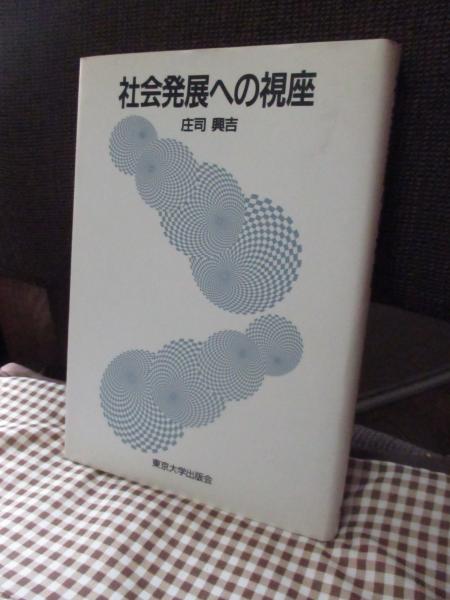 社会発展への視座
庄司 興吉
東京大学出版会